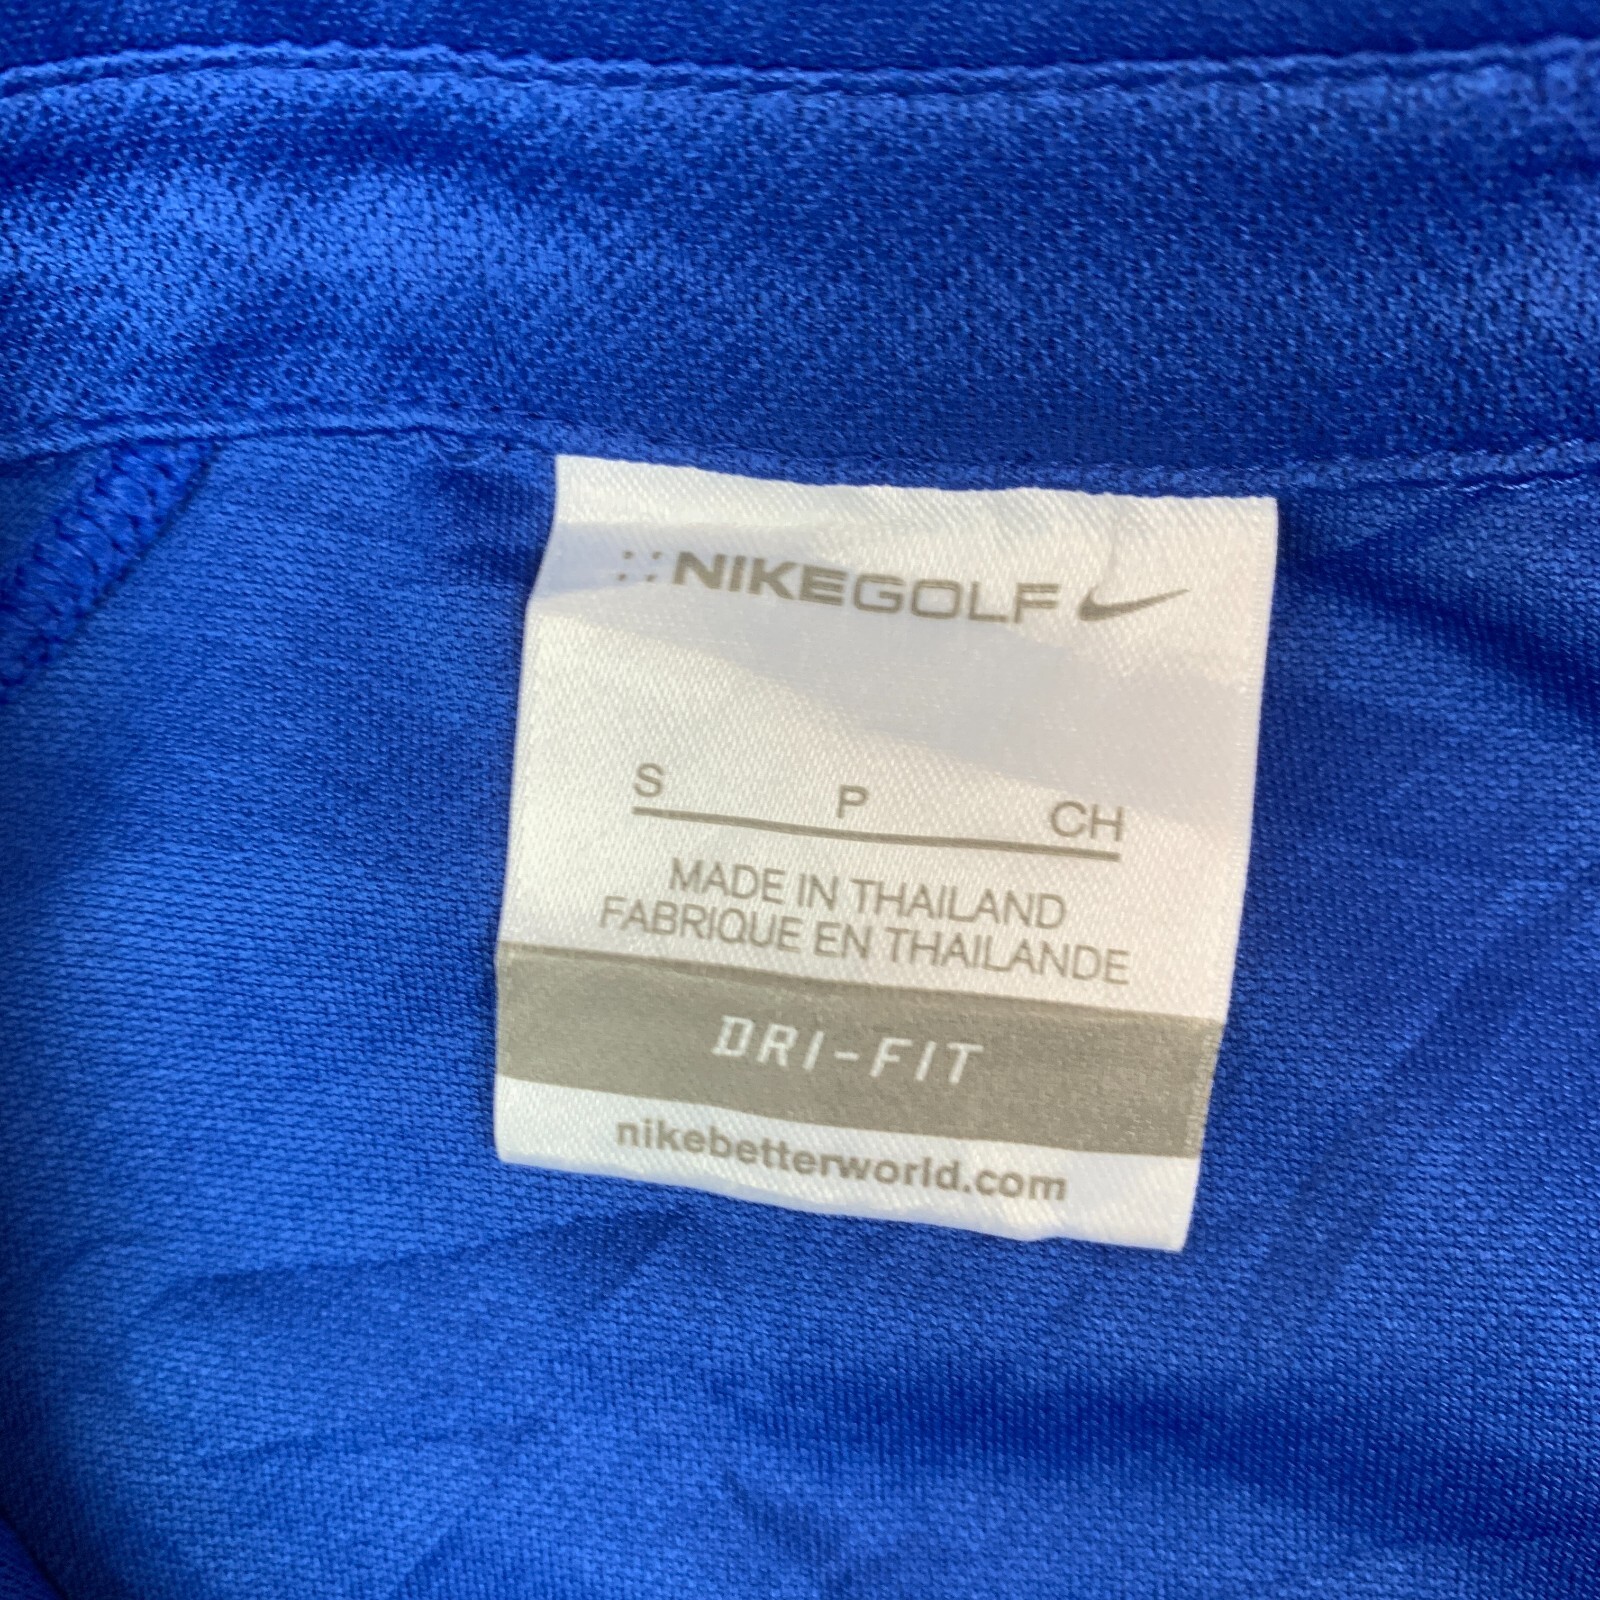 NIKEGOLF
S P CH
MADE IN THAILAND
FABRIQUE EN THAILANDE
DRI-FIT
nikebetterworld.com